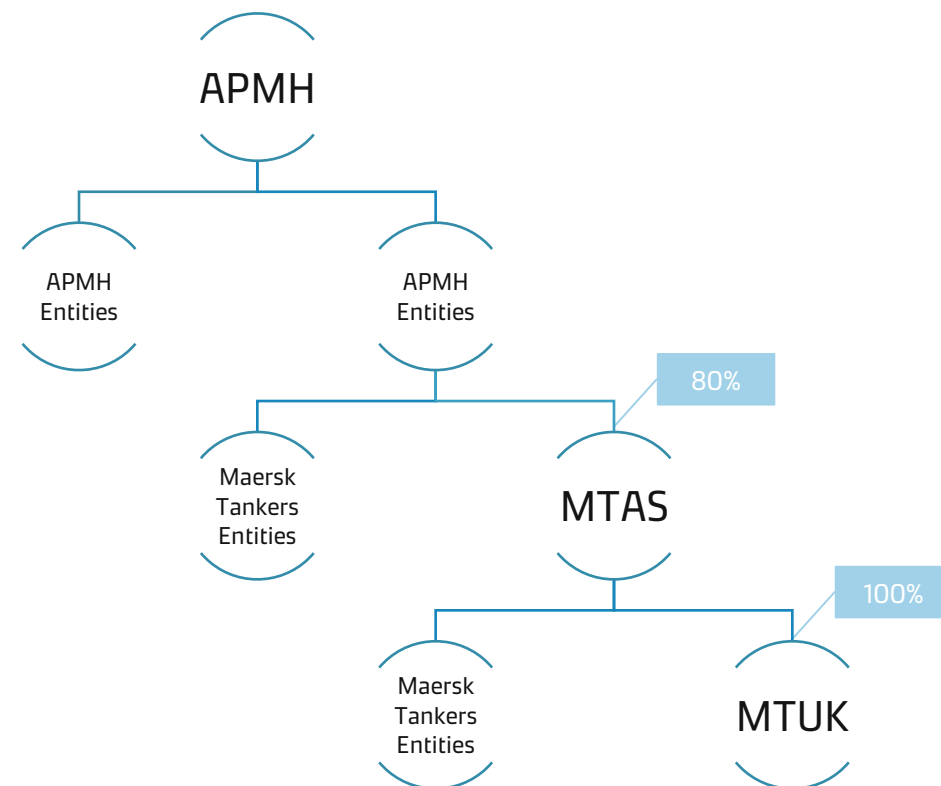 APMH
APMH
Entities
APMH
Entities
80%
Maersk
Tankers
Entities
MTAS
100%
Maersk
Tankers
Entities
MTUK